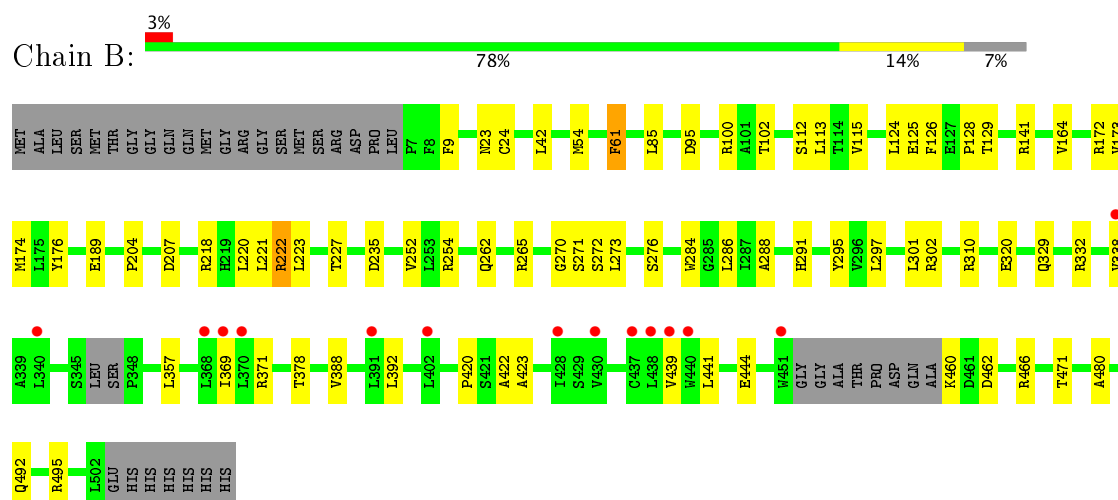 3%
Chain B:
78% 14% 7%
MET ALA LEU SER MET THR GLY GLY GLN GLN MET GLY ARG GLY SER MET SER ARG ASP PRO LEU P7 F8 F9 N23 C24 L42 M54 F61 L85 D95 R100 A101 T102 S112 L113 T114 V115 L124 E125 F126 E127 P128 T129 R141 V164 R172 V173
M174 L175 Y176 E189 P204 D207 R218 H219 L220 L221 R222 L223 T227 D235 V252 L253 R254 Q262 R265 G270 S271 S272 L273 S276 W284 G285 L286 I287 A288 H291 Y295 V296 L297 L301 R302 R310 E320 Q329 R332 V338
A339 L340 S345 LEU SER P348 L357 L368 I369 L370 R371 T378 V388 L391 L392 L402 P420 S421 A422 A423 I428 S429 V430 C437 L438 V439 W440 L441 E444 W451 GLY GLY ALA THR PRO ASP GLN ALA K460 D461 D462 R466 T471 A480
Q492 R495 L502 GLU HIS HIS HIS HIS HIS HIS